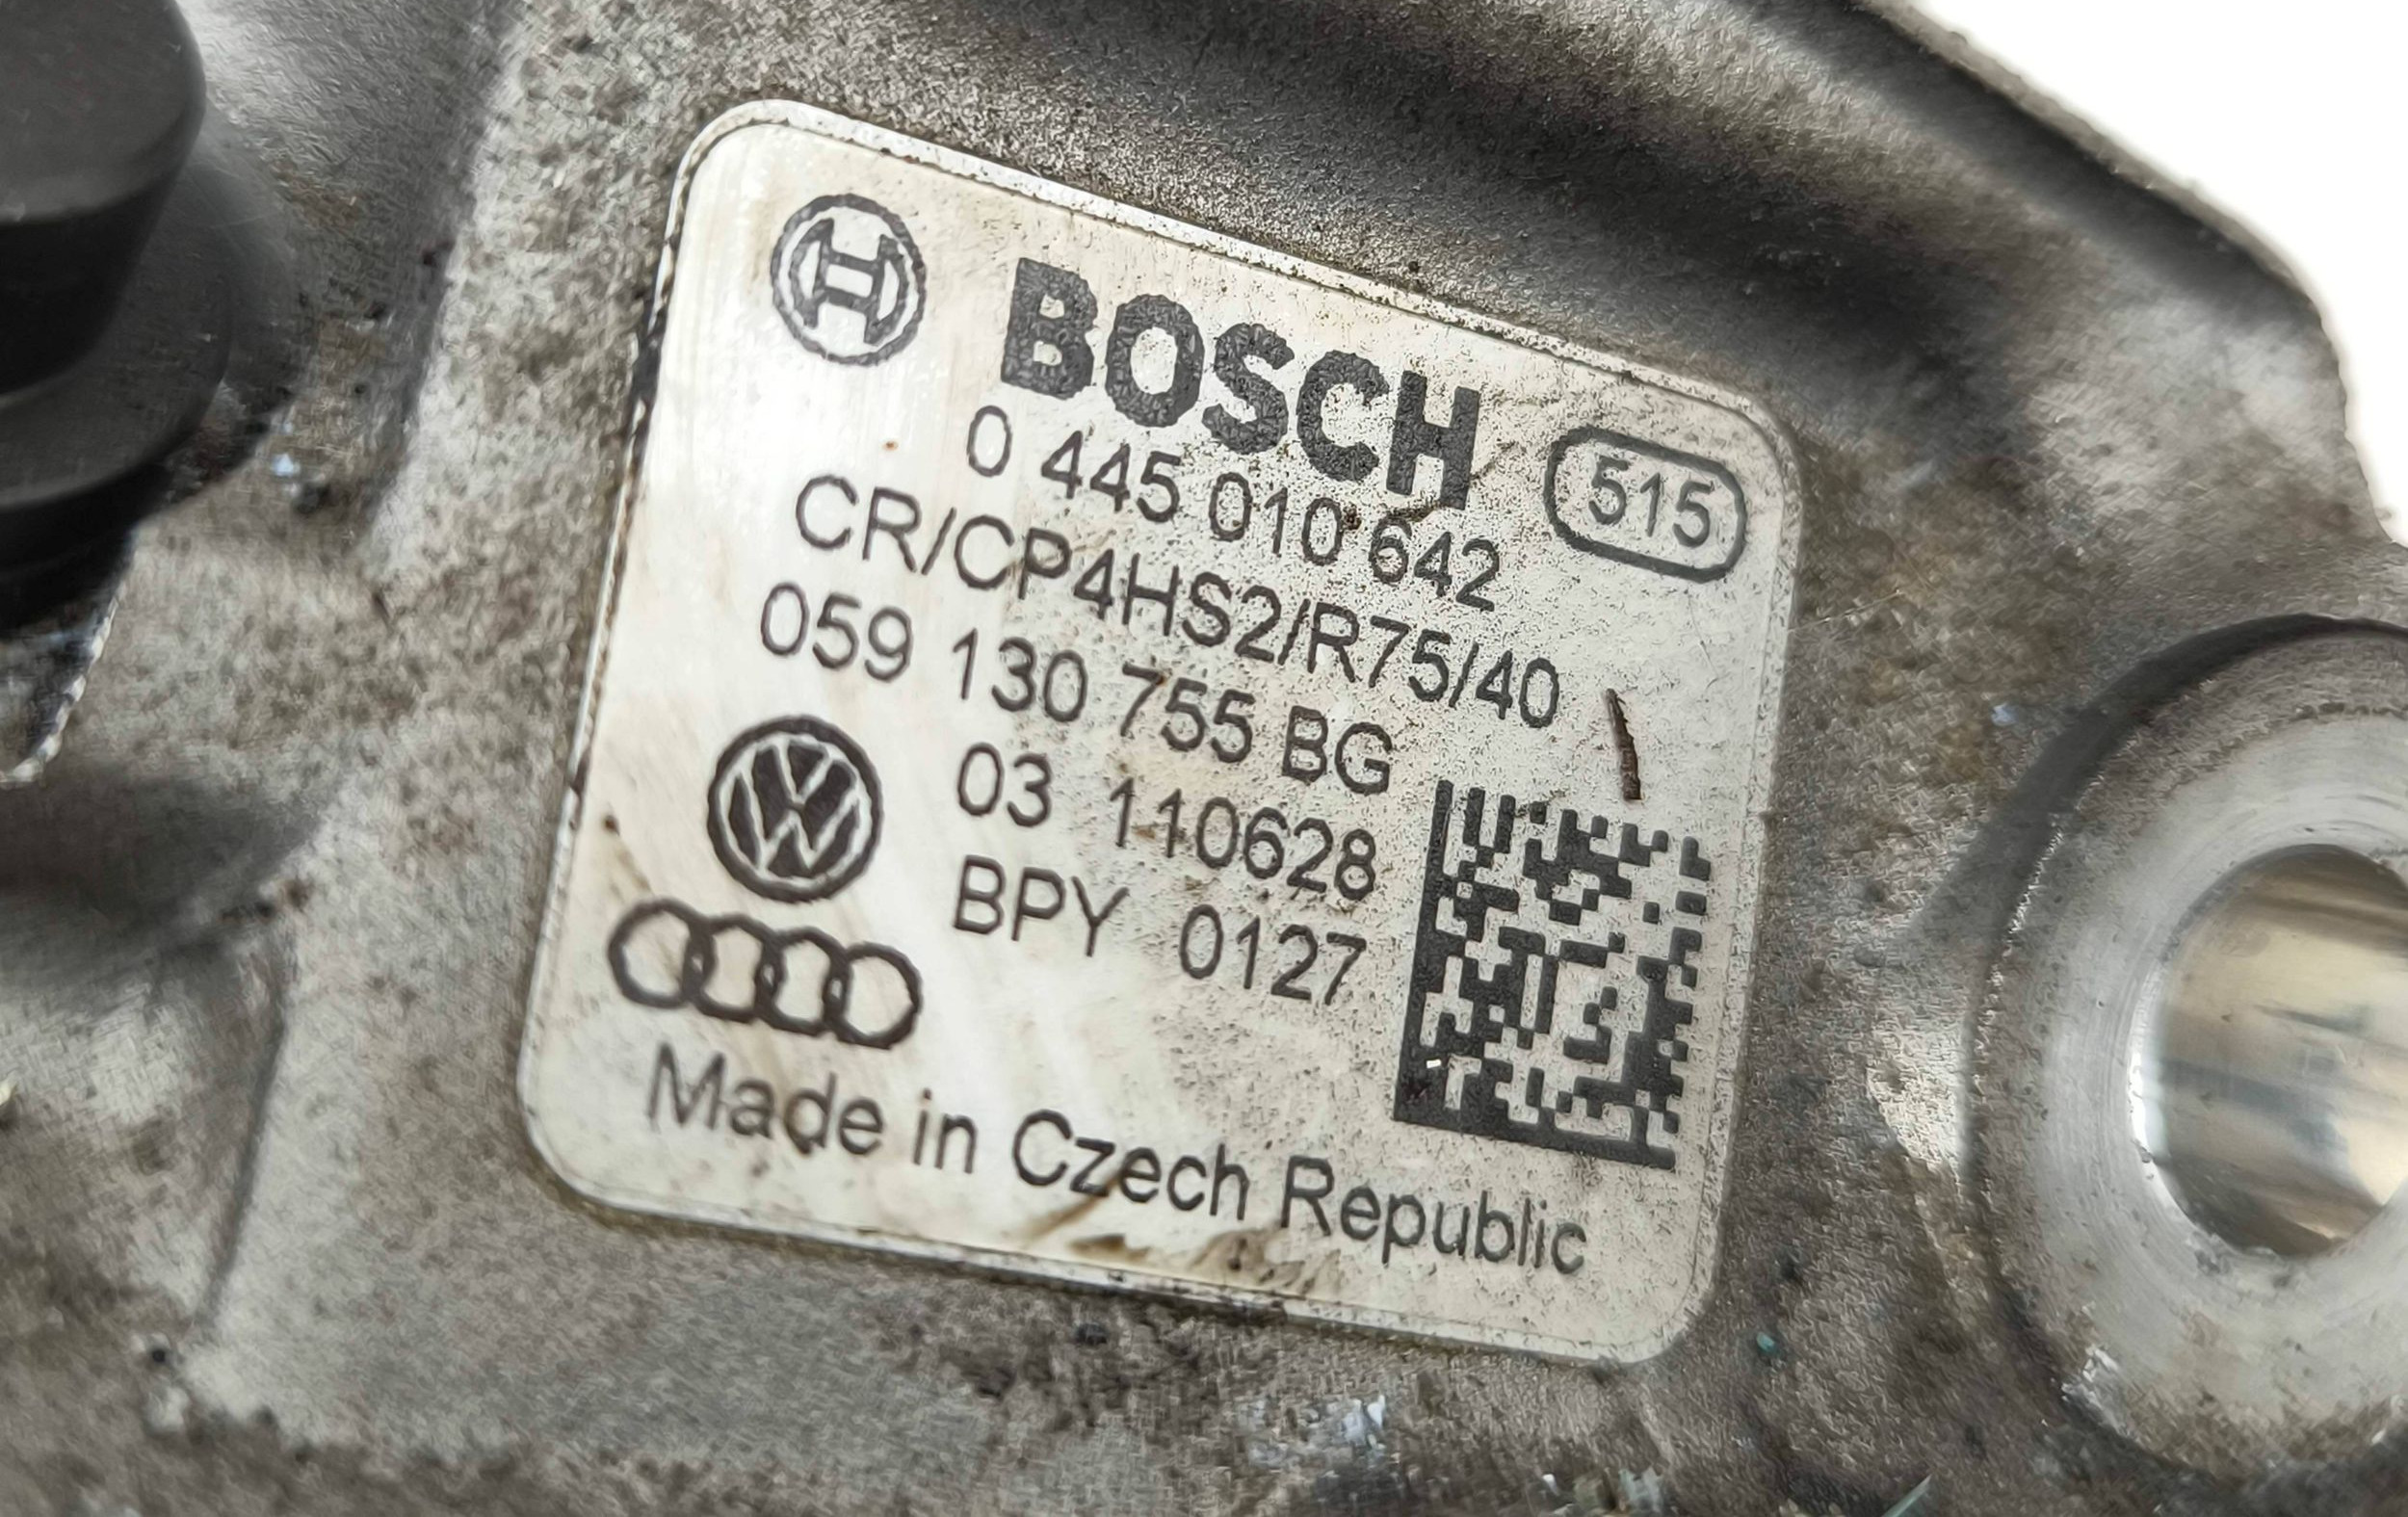 BOSCH
0 445 010 642
515
CR/CP4HS2/R75/40
059 130 755 BG
03 110628
BPY 0127
Made in Czech Republic